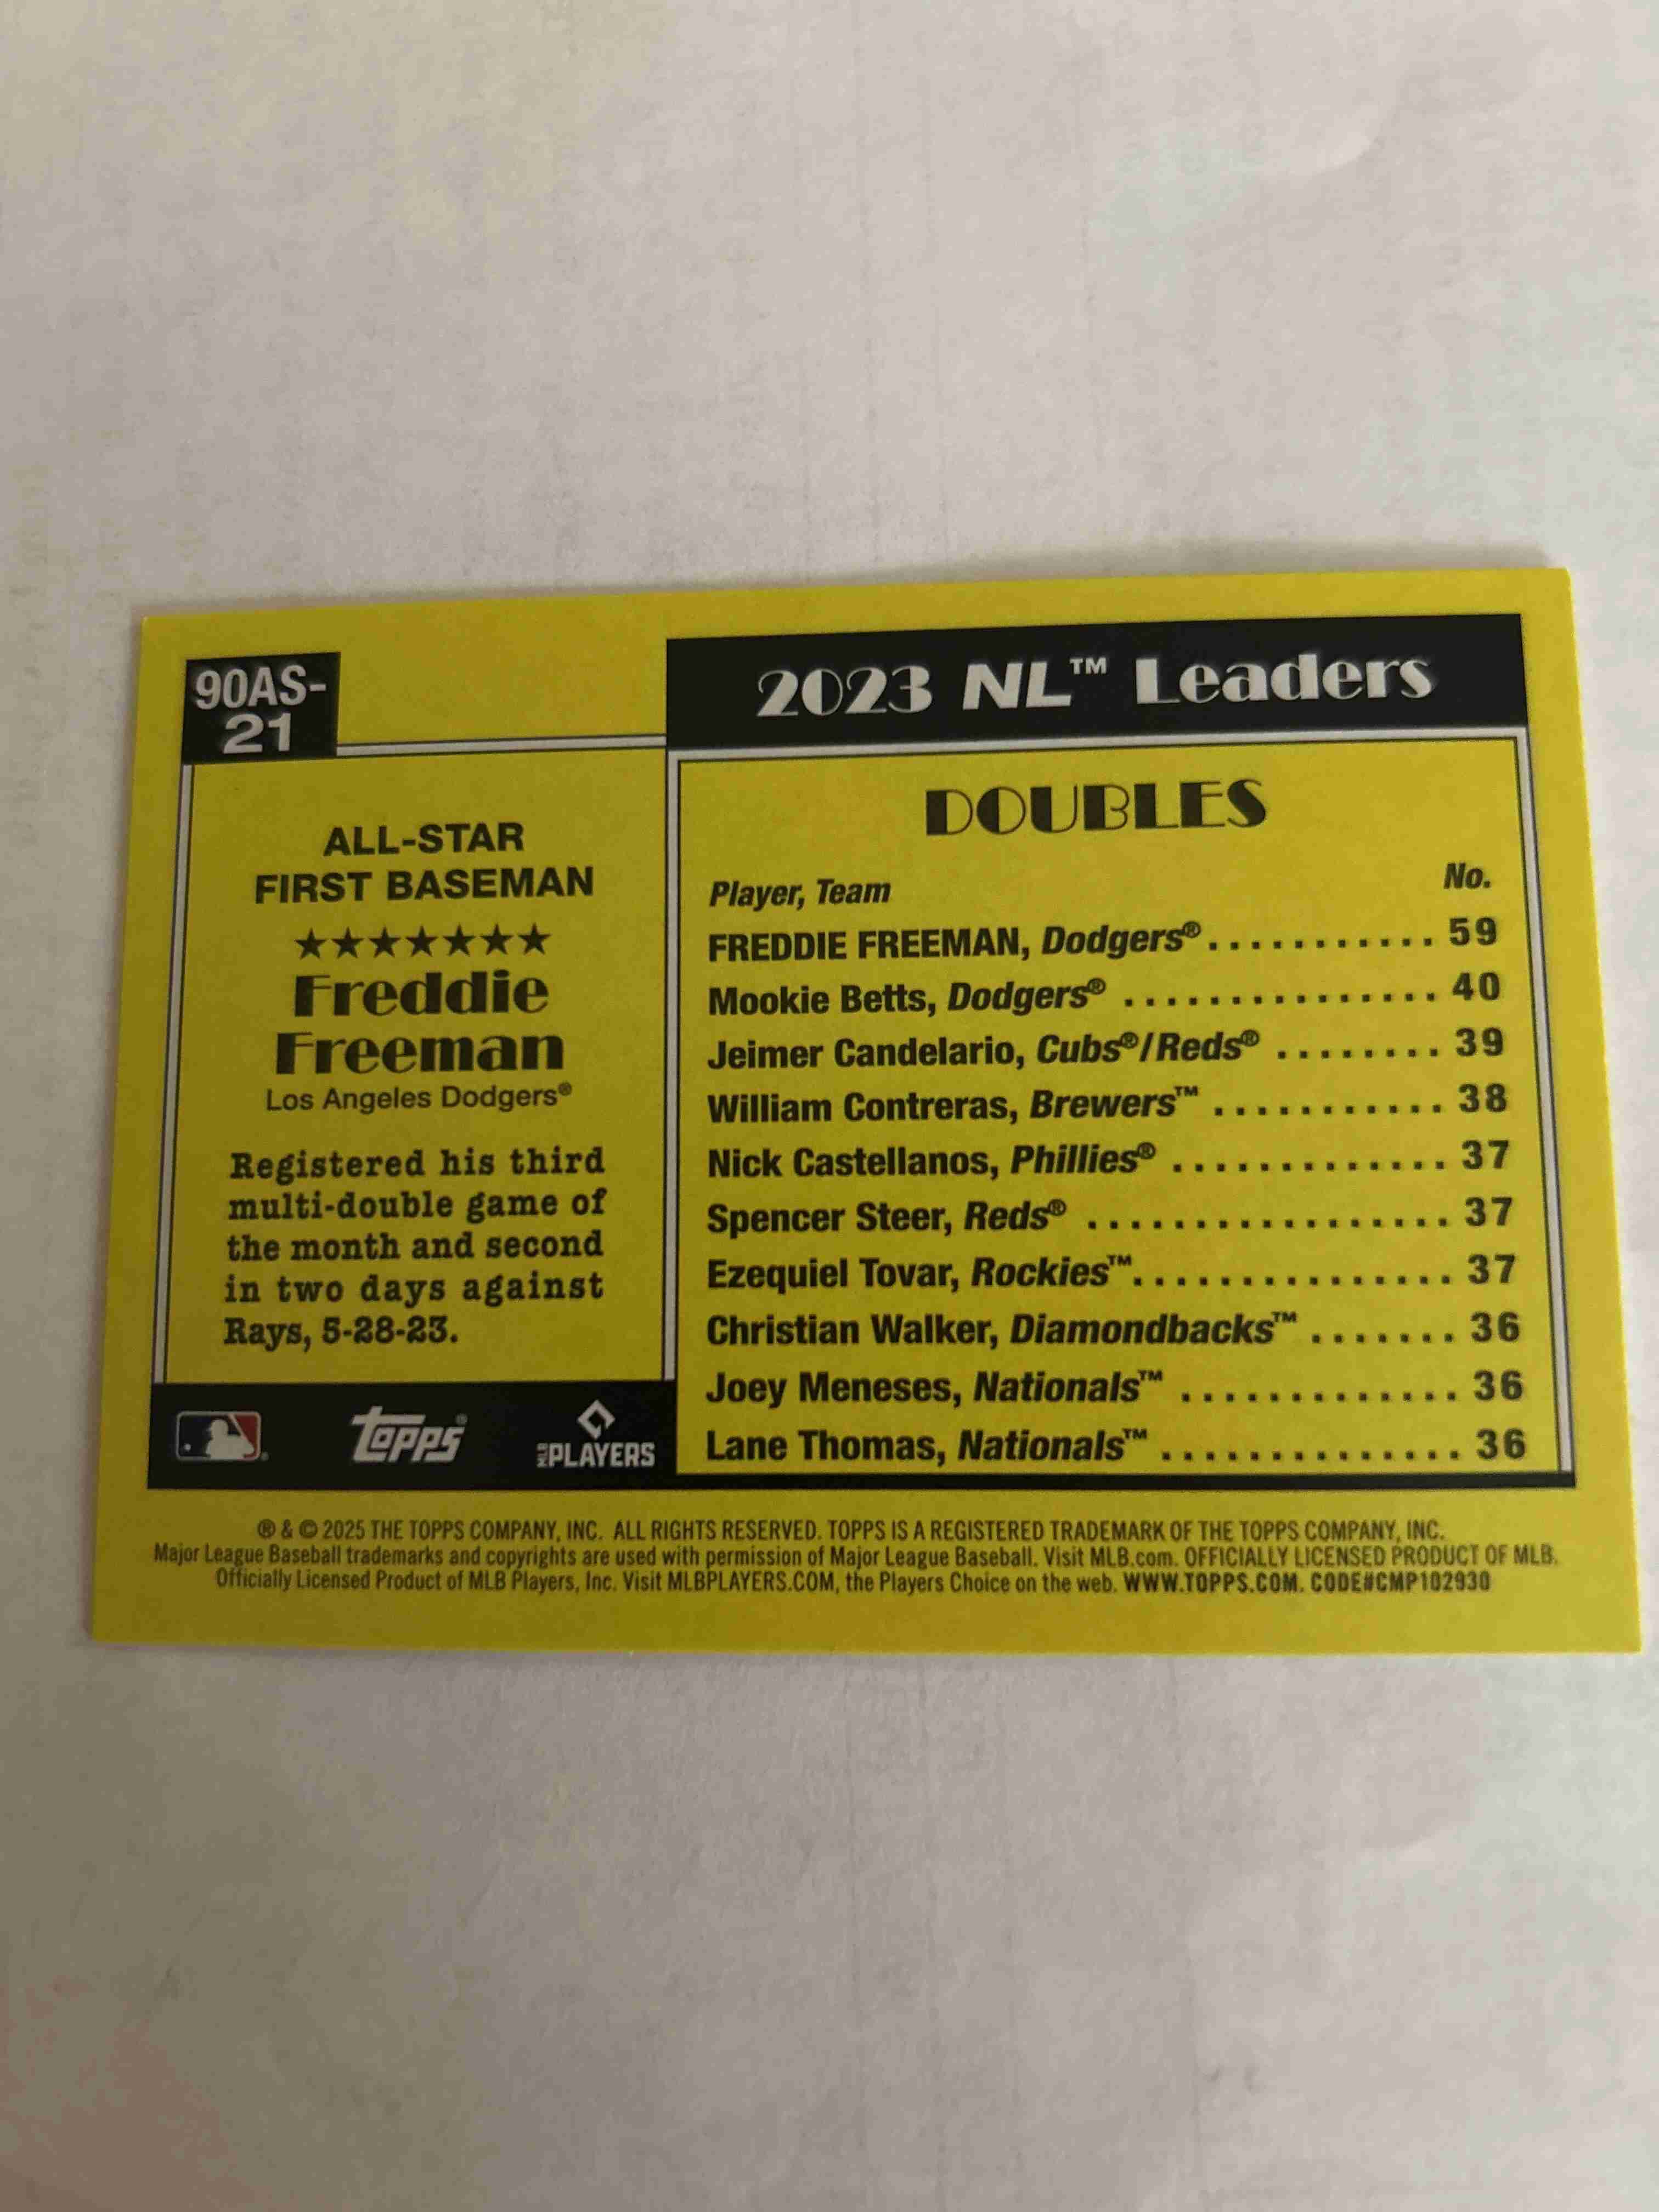 90AS-
21
ALL-STAR
FIRST BASEMAN
★★★★★★★
Freddie
Freeman
Los Angeles Dodgers®
Registered his third
multi-double game of
the month and second
in two days against
Rays, 5-28-23.
topps®
MLB PLAYERS
2023 NL™ Leaders
DOUBLES
Player, Team No.
FREDDIE FREEMAN, Dodgers®........... 59
Mookie Betts, Dodgers® ............... 40
Jeimer Candelario, Cubs®/Reds® ........ 39
William Contreras, Brewers™ ........... 38
Nick Castellanos, Phillies® ............. 37
Spencer Steer, Reds® ................. 37
Ezequiel Tovar, Rockies™............... 37
Christian Walker, Diamondbacks™ ....... 36
Joey Meneses, Nationals™ ............. 36
Lane Thomas, Nationals™ .............. 36
® & © 2025 THE TOPPS COMPANY, INC. ALL RIGHTS RESERVED. TOPPS IS A REGISTERED TRADEMARK OF THE TOPPS COMPANY, INC.
Major League Baseball trademarks and copyrights are used with permission of Major League Baseball. Visit MLB.com. OFFICIALLY LICENSED PRODUCT OF MLB.
Officially Licensed Product of MLB Players, Inc. Visit MLBPLAYERS.COM, the Players Choice on the web. WWW.TOPPS.COM. CODE#CMP102930